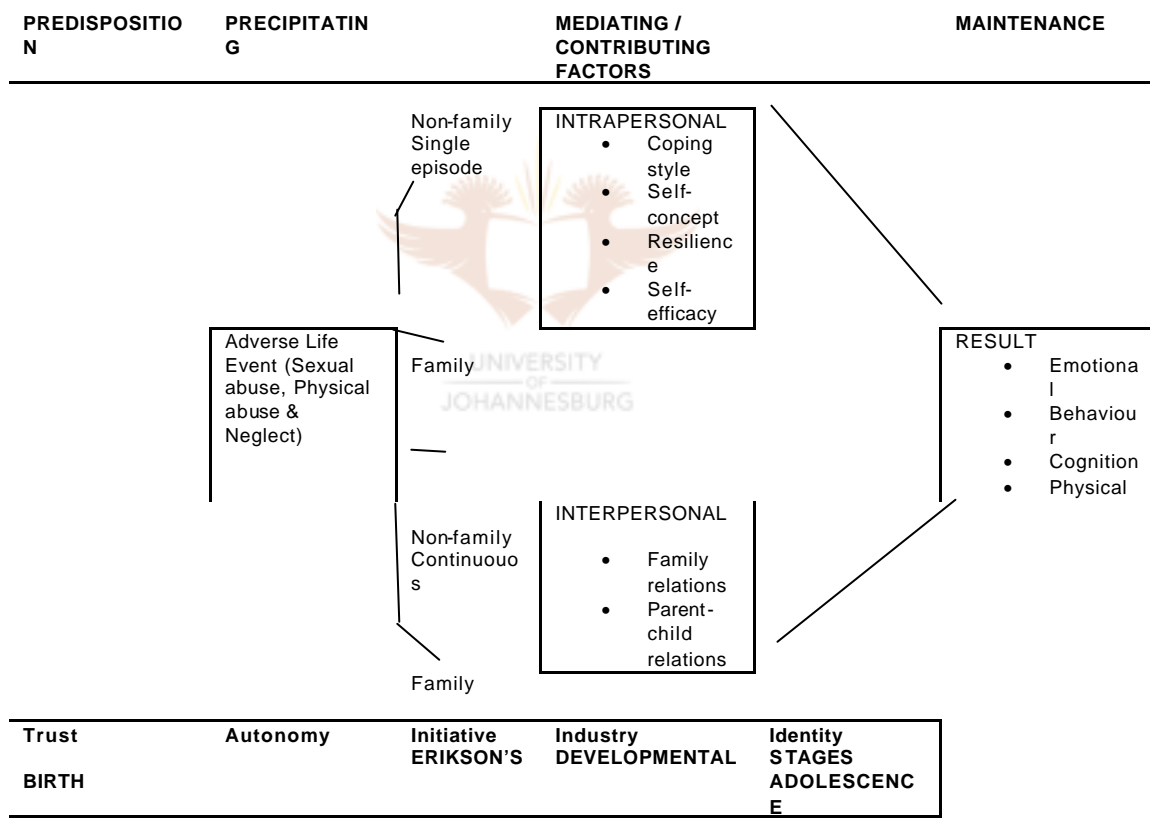 PREDISPOSITIO
N
PRECIPITATIN
G
MEDIATING /
CONTRIBUTING
FACTORS
MAINTENANCE
Non-family
Single
episode
INTRAPERSONAL
• Coping
style
• Self-
concept
• Resilienc
e
• Self-
efficacy
Adverse Life
Event (Sexual
abuse, Physical
abuse &
Neglect)
Family
UNIVERSITY
OF
JOHANNESBURG
RESULT
• Emotiona
l
• Behaviou
r
• Cognition
• Physical
Non-family
Continuouo
s
INTERPERSONAL
• Family
relations
• Parent-
child
relations
Family
Trust Autonomy Initiative Industry Identity
ERIKSON'S DEVELOPMENTAL STAGES
BIRTH ADOLESCENC
E